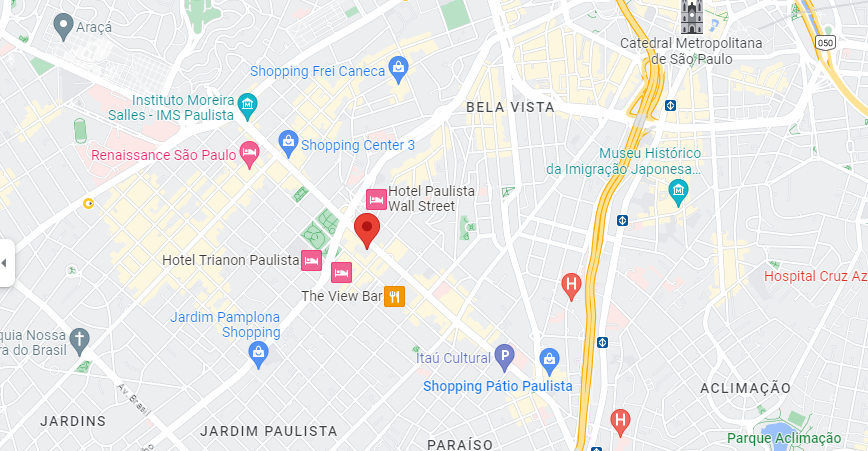 Araçá
Catedral Metropolitana
de São Paulo
050
Shopping Frei Caneca
Instituto Moreira
Salles - IMS Paulista
BELA VISTA
Shopping Center 3
Renaissance São Paulo
Museu Histórico
da Imigração Japonesa...
Hotel Paulista
Wall Street
Hotel Trianon Paulista
Hospital Cruz Az
H
The View Bar
Jardim Pamplona
Shopping
quia Nossa
ra do Brasil
Itaú Cultural
P
Shopping Pátio Paulista
Av. Brasil
ACLIMAÇÃO
JARDINS
JARDIM PAULISTA
H
PARAÍSO
Parque Aclimação